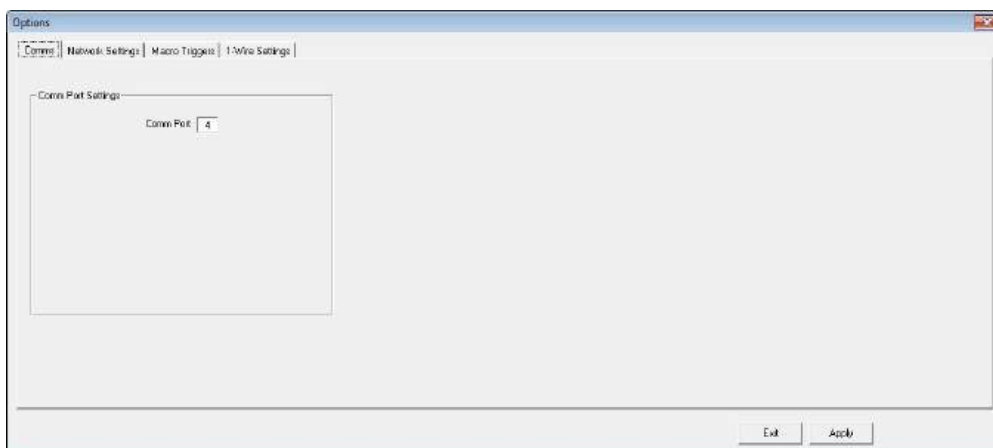 Options
Comms Network Settings Macro Triggers 1-Wire Settings
Comm Port Settings
Comm Port 4
Exit Apply